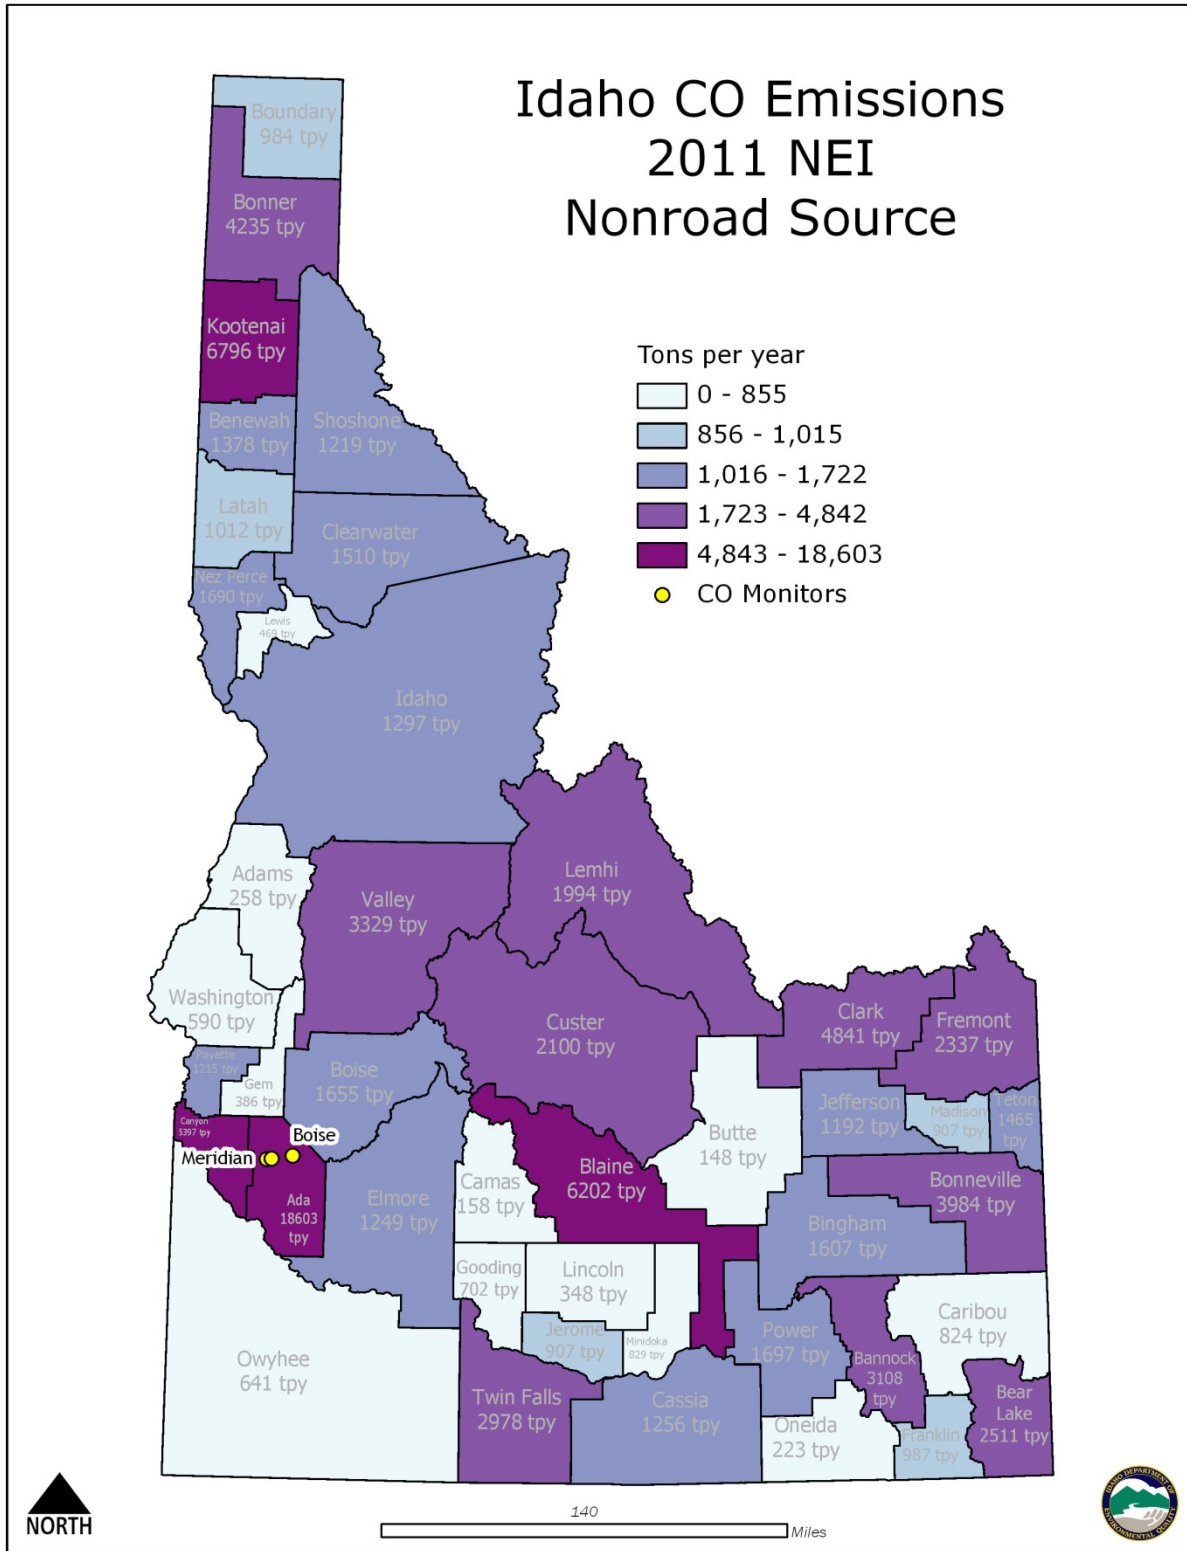 Idaho CO Emissions
2011 NEI
Nonroad Source
Boundary
984 tpy
Bonner
4235 tpy
Kootenai
6796 tpy
Benewah
1378 tpy
Shoshone
1219 tpy
Tons per year
0 - 855
856 - 1,015
1,016 - 1,722
1,723 - 4,842
4,843 - 18,603
CO Monitors
Latah
1012 tpy
Clearwater
1510 tpy
Nez Perce
1690 tpy
Lewis
469 tpy
Idaho
1297 tpy
Adams
258 tpy
Valley
3329 tpy
Lemhi
1994 tpy
Washington
590 tpy
Custer
2100 tpy
Clark
4841 tpy
Fremont
2337 tpy
Payette
1215 tpy
Gem
386 tpy
Boise
1655 tpy
Jefferson
1192 tpy
Madison
907 tpy
Teton
1465
tpy
Canyon
5397 tpy
Boise
Meridian
Ada
18603
tpy
Elmore
1249 tpy
Camas
158 tpy
Blaine
6202 tpy
Butte
148 tpy
Bonneville
3984 tpy
Bingham
1607 tpy
Gooding
702 tpy
Lincoln
348 tpy
Jerome
907 tpy
Minidoka
829 tpy
Power
1697 tpy
Bannock
3108
tpy
Caribou
824 tpy
Owyhee
641 tpy
Twin Falls
2978 tpy
Cassia
1256 tpy
Oneida
223 tpy
Franklin
987 tpy
Bear
Lake
2511 tpy
NORTH
140
Miles
IDAHO DEPARTMENT OF
ENVIRONMENTAL QUALITY